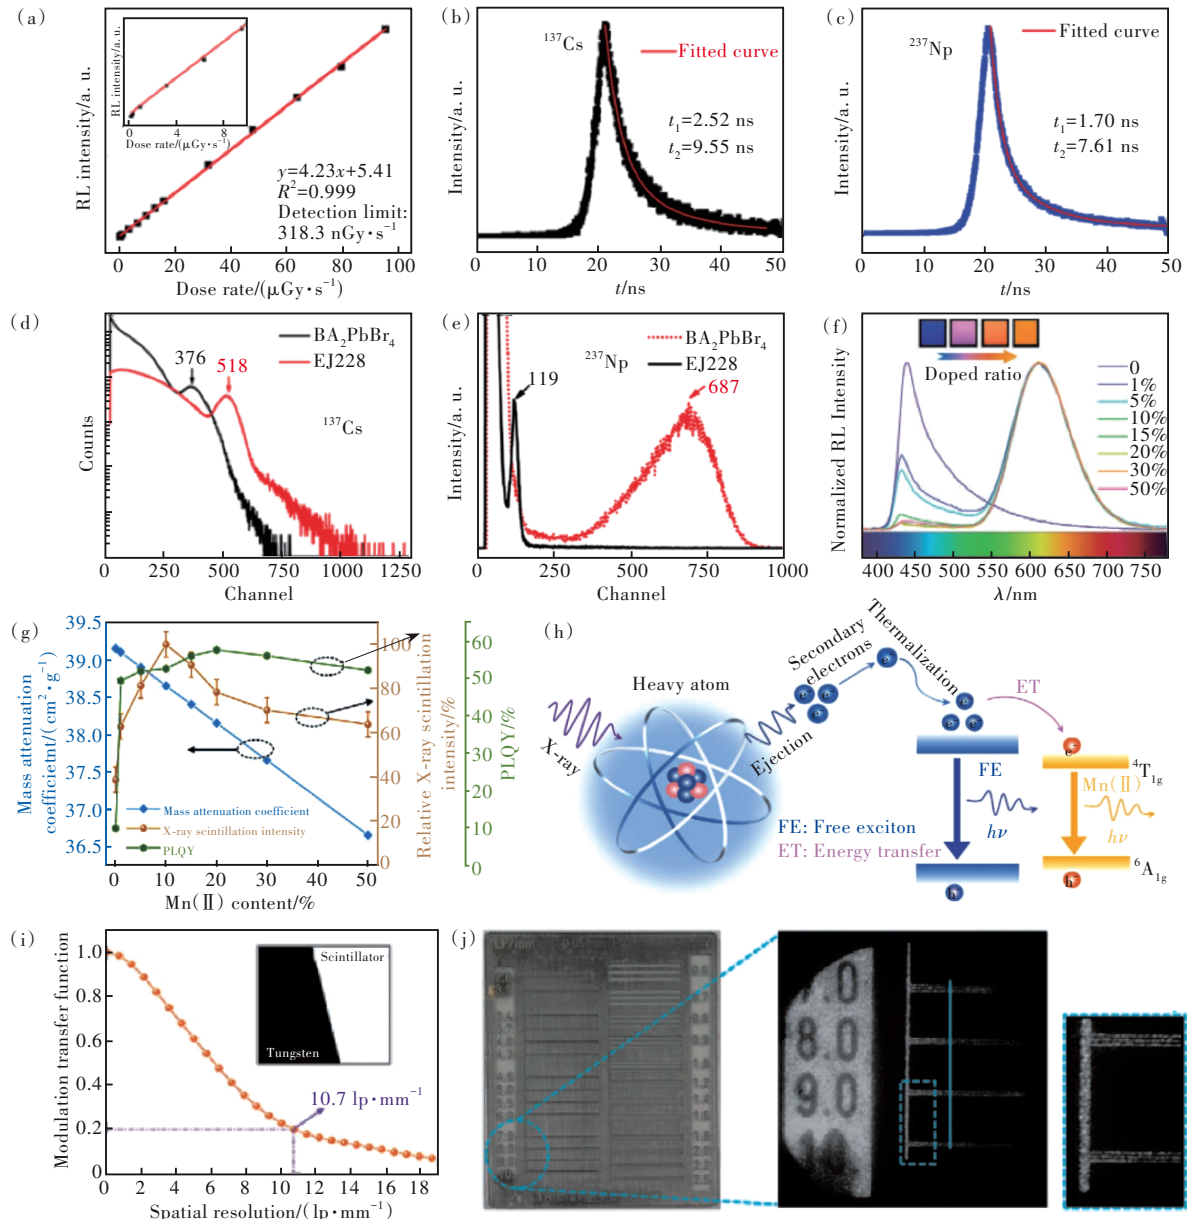 (a)
RL intensity/a. u.
RL intensity/a. u.
0 4 8
Dose rate/(μGy·s⁻¹)
y=4.23x+5.41
R²=0.999
Detection limit:
318.3 nGy·s⁻¹
0 20 40 60 80 100
Dose rate/(μGy·s⁻¹)
(b)
Intensity/a. u.
¹³⁷Cs
Fitted curve
t₁=2.52 ns
t₂=9.55 ns
0 10 20 30 40 50
t/ns
(c)
Intensity/a. u.
²³⁷Np
Fitted curve
t₁=1.70 ns
t₂=7.61 ns
0 10 20 30 40 50
t/ns
(d)
Counts
BA₂PbBr₄
EJ228
376
518
¹³⁷Cs
0 250 500 750 1000 1250
Channel
(e)
Intensity/a. u.
BA₂PbBr₄
EJ228
²³⁷Np
119
687
0 250 500 750 1000
Channel
(f)
Normalized RL Intensity
Doped ratio
0
1%
5%
10%
15%
20%
30%
50%
400 450 500 550 600 650 700 750
λ/nm
(g)
Mass attenuation
coefficietnt/(cm²·g⁻¹)
39.5
39.0
38.5
38.0
37.5
37.0
36.5
Mass attenuation coefficient
X-ray scintillation intensity
PLQY
0 10 20 30 40 50
Mn(Ⅱ) content/%
100
80
60
40
20
0
Relative X-ray scintillation
intensity/%
60
50
40
30
20
10
0
PLQY/%
(h)
Heavy atom
X-ray
Ejection
Secondary
electrons
Thermalization
e⁻ e⁻ e⁻
e⁻
e⁻
e⁻ e⁻
ET
FE
hν
h
e⁻
⁴T₁g
Mn(Ⅱ)
hν
h
⁶A₁g
FE: Free exciton
ET: Energy transfer
(i)
Modulation transfer function
1.0
0.8
0.6
0.4
0.2
0
Scintillator
Tungsten
10.7 lp·mm⁻¹
0 2 4 6 8 10 12 14 16 18
Spatial resolution/(lp·mm⁻¹)
(j)
LP/mm
7.0
8.0
9.0